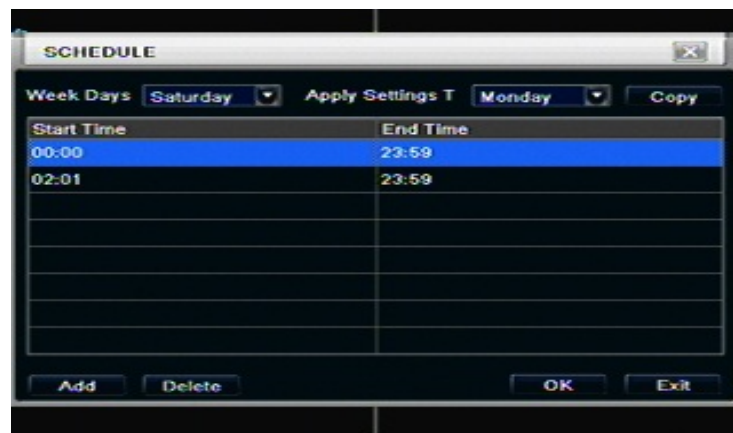 SCHEDULE
Week Days Saturday Apply Settings T Monday Copy
Start Time End Time
00:00 23:59
02:01 23:59
Add Delete OK Exit